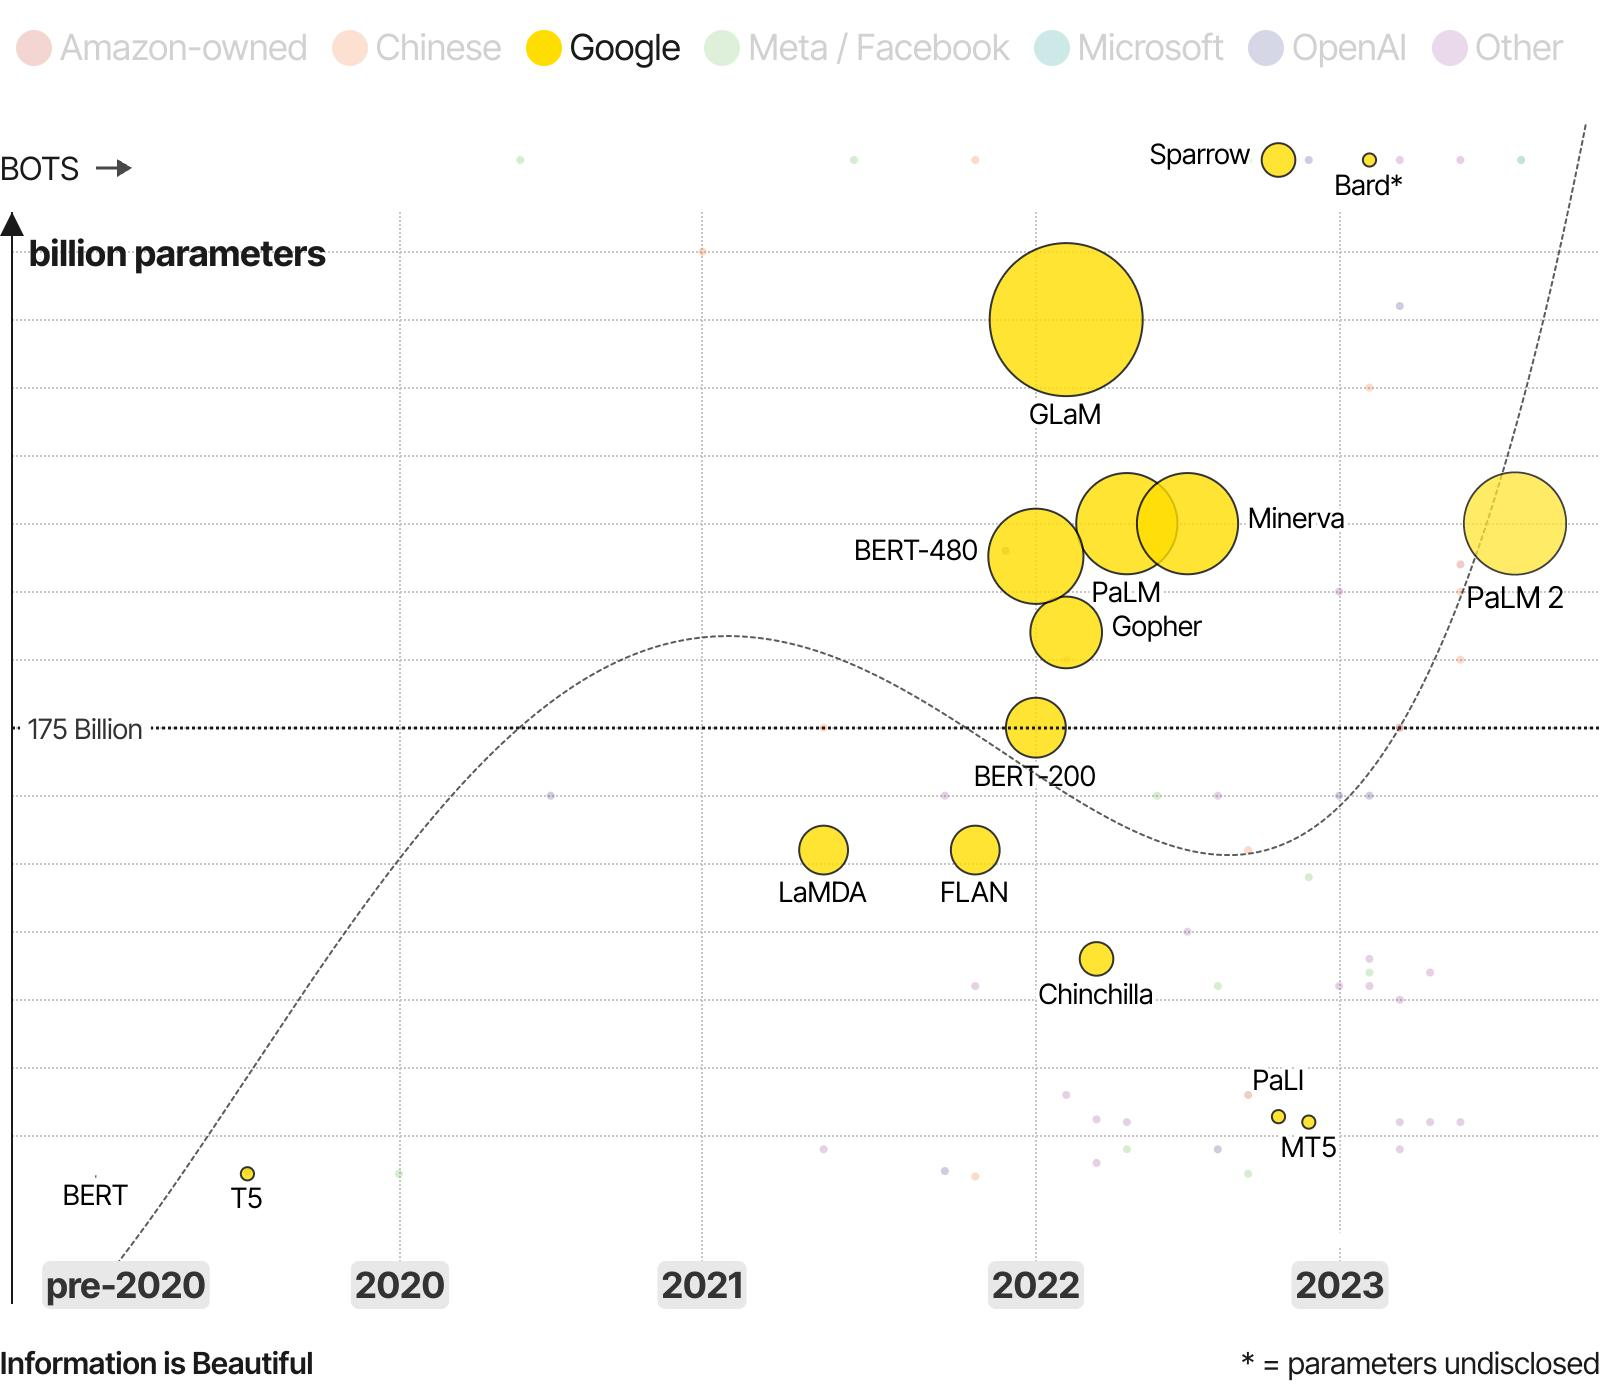 Amazon-owned Chinese Google Meta / Facebook Microsoft OpenAI Other
BOTS →
Sparrow
Bard*
billion parameters
GLaM
Minerva
BERT-480
PaLM
PaLM 2
Gopher
175 Billion
BERT-200
LaMDA
FLAN
Chinchilla
PaLI
MT5
BERT
T5
pre-2020 2020 2021 2022 2023
Information is Beautiful
* = parameters undisclosed